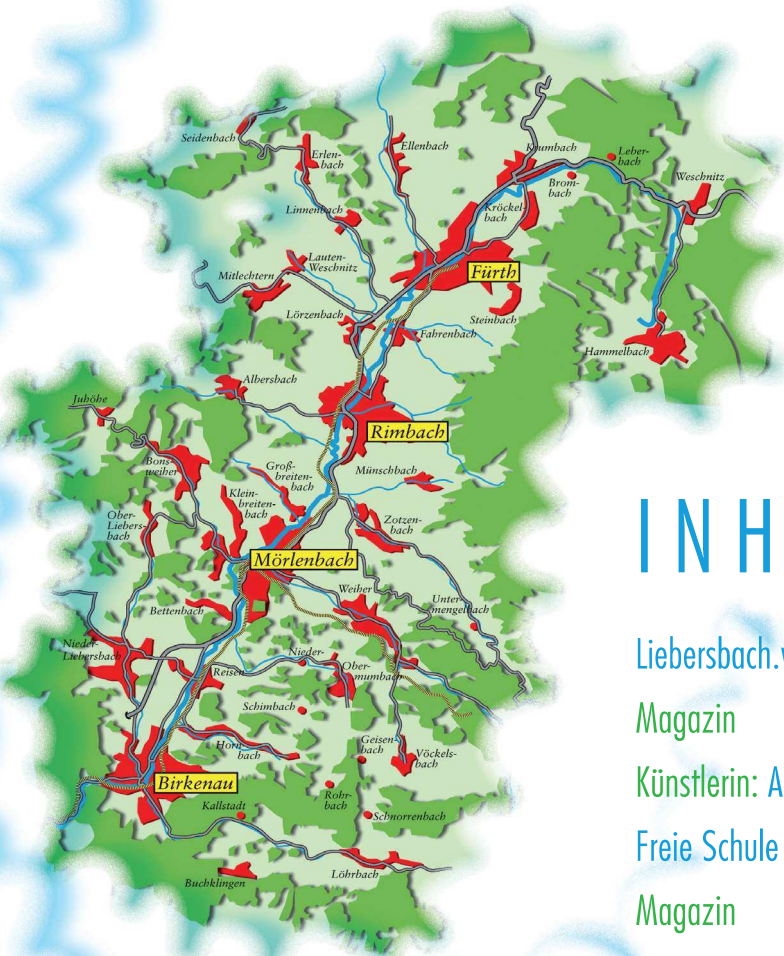 Seidenbach
Erlen-
bach
Ellenbach
Krumbach
Leber-
bach
Brom-
bach
Weschnitz
Linnenbach
Kröckel-
bach
Lauten-
Weschnitz
Mitlechtern
Fürth
Lörzenbach
Steinbach
Fahrenbach
Hammelbach
Albersbach
Juhöhe
Rimbach
Bons-
weiher
Groß-
breiten-
bach
Münschbach
Klein-
breiten-
bach
Ober-
Liebers-
bach
Zotzen-
bach
Mörlenbach
Weiher
Unter-
mengelbach
Bettenbach
Nieder-
Liebersbach
Reisen
Nieder-
Ober-
mumbach
Schimbach
Horn-
bach
Geisen-
bach
Vöckels-
bach
Birkenau
Rohr-
bach
Kallstadt
Schnorrenbach
Löhrbach
Buchklingen
INH
Liebersbach.
Magazin
Künstlerin: A
Freie Schule
Magazin